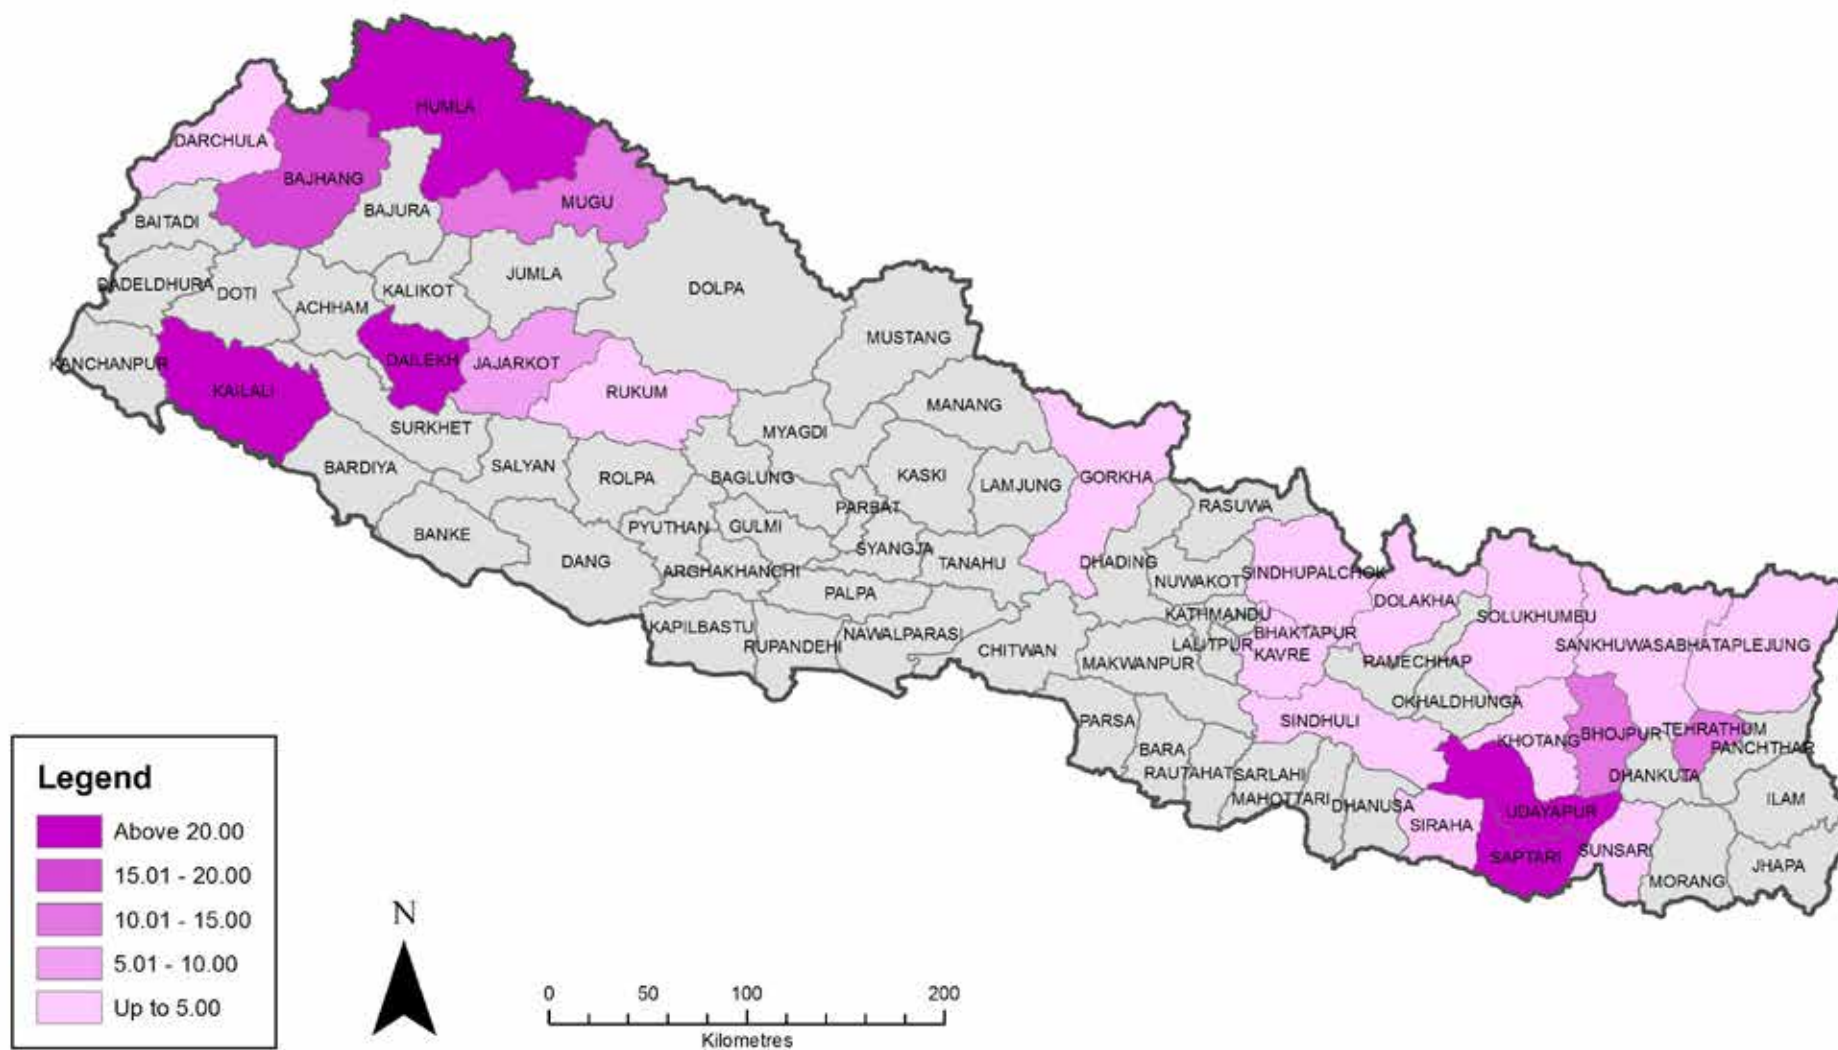 HUMLA
DARCHULA
BAJHANG
MUGU
BAJURA
BAITADI
JUMLA
DADELDHURA
DOTI
KALIKOT
DOLPA
ACHHAM
MUSTANG
KANCHANPUR
DAILEKH
JAJARKOT
KAILALI
RUKUM
MANANG
SURKHET
MYAGDI
BARDIYA
SALYAN
ROLPA
BAGLUNG
KASKI
LAMJUNG
GORKHA
PARBAT
RASUWA
BANKE
PYUTHAN
GULMI
SYANGJA
DANG
TANAHU
DHADING
ARGHAKHANCHI
NUWAKOT
SINDHUPALCHOK
PALPA
DOLAKHA
KATHMANDU
SOLUKHUMBU
KAPILBASTU
NAWALPARASI
BHAKTAPUR
RUPANDEHI
LALITPUR
SANKHUWASABHA
TAPLEJUNG
CHITWAN
KAVRE
MAKWANPUR
RAMECHHAP
OKHALDHUNGA
PARSA
SINDHULI
TEHRATHUM
BHOJPUR
KHOTANG
PANCHTHAR
BARA
RAUTAHAT
SARLAHI
DHANKUTA
MAHOTTARI
DHANUSA
ILAM
UDAYAPUR
SIRAHA
SUNSARI
SAPTARI
JHAPA
MORANG
Legend
Above 20.00
15.01 - 20.00
10.01 - 15.00
5.01 - 10.00
Up to 5.00
N
0 50 100 200
Kilometres